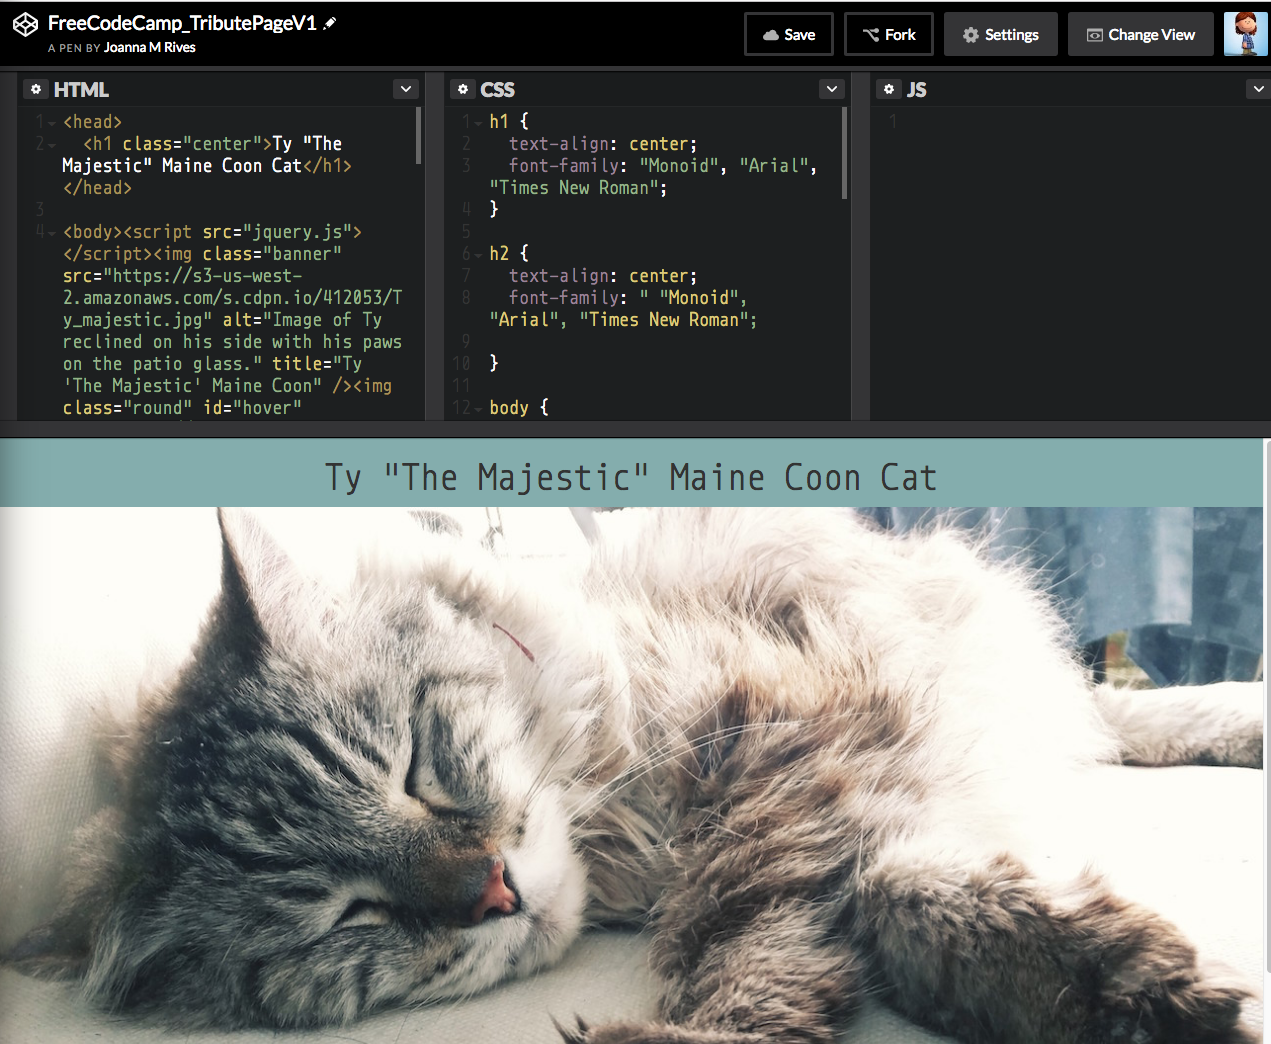 FreeCodeCamp_TributePageV1
A PEN BY Joanna M Rives
Save
Fork
Settings
Change View
HTML
1 <head>
2 <h1 class="center">Ty "The
Majestic" Maine Coon Cat</h1>
</head>
3
4 <body><script src="jquery.js">
</script><img class="banner"
src="https://s3-us-west-
2.amazonaws.com/s.cdpn.io/412053/T
y_majestic.jpg" alt="Image of Ty
reclined on his side with his paws
on the patio glass." title="Ty
'The Majestic' Maine Coon" /><img
class="round" id="hover"
CSS
1 h1 {
2 text-align: center;
3 font-family: "Monoid", "Arial",
"Times New Roman";
4 }
5
6 h2 {
7 text-align: center;
8 font-family: " "Monoid",
"Arial", "Times New Roman";
9
10 }
11
12 body {
JS
1
Ty "The Majestic" Maine Coon Cat